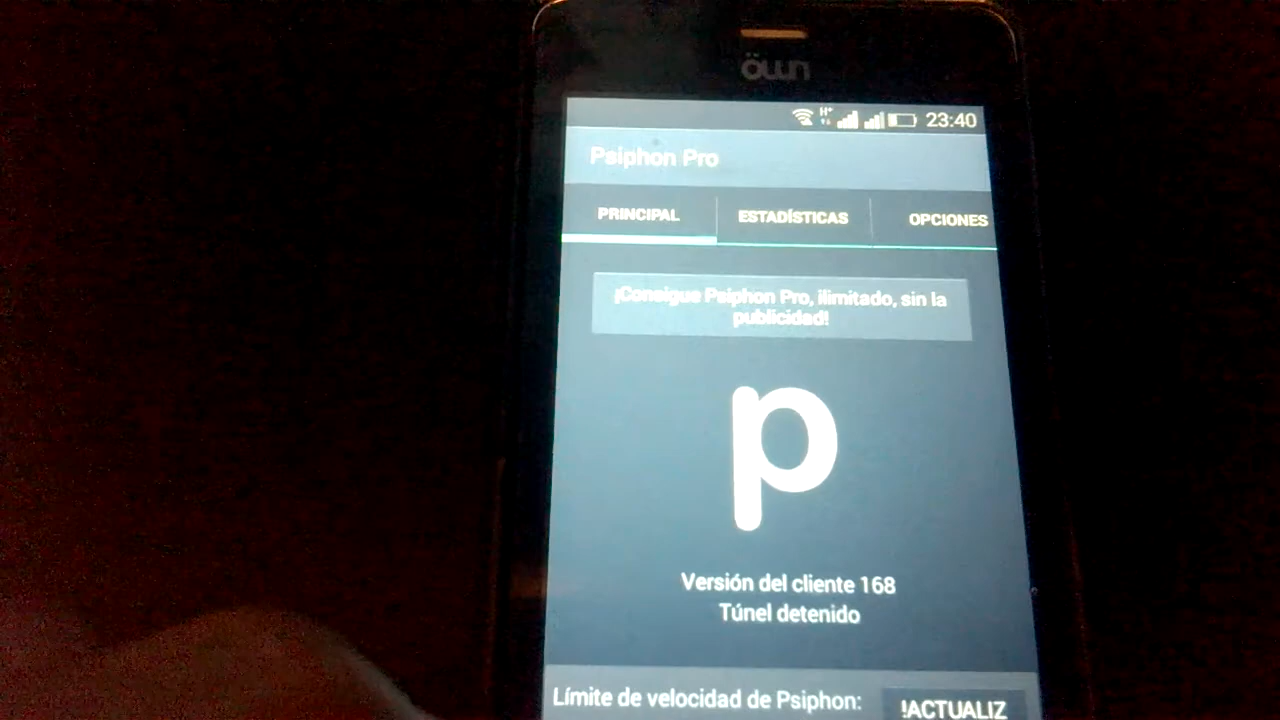 öwn
H+
23:40
Psiphon Pro
PRINCIPAL
ESTADÍSTICAS
OPCIONES
¡Consigue Psiphon Pro, ilimitado, sin la
publicidad!
p
Versión del cliente 168
Túnel detenido
Límite de velocidad de Psiphon:
!ACTUALIZ